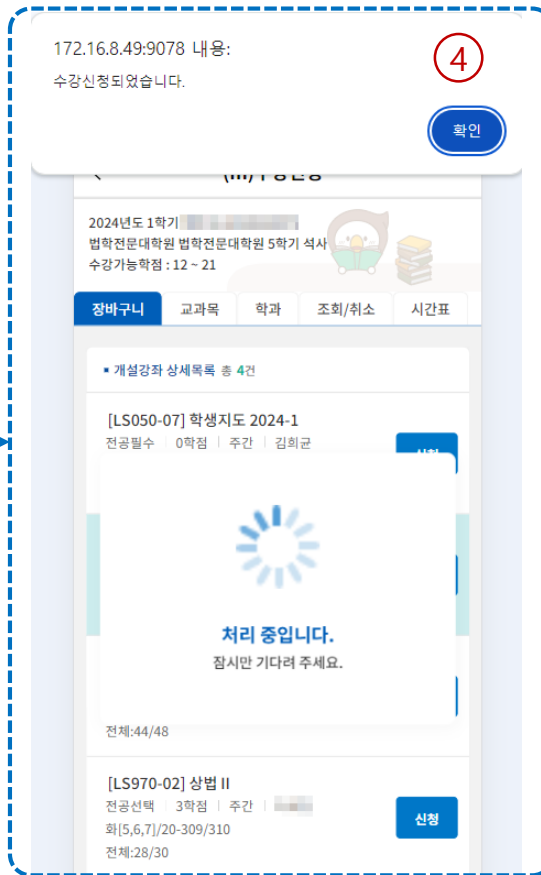 172.16.8.49:9078 내용:
수강신청되었습니다.
4
확인
2024년도 1학기
법학전문대학원 법학전문대학원 5학기 석사
수강가능학점 : 12 ~ 21
장바구니 교과목 학과 조회/취소 시간표
개설강좌 상세목록 총 4건
[LS050-07] 학생지도 2024-1
전공필수 0학점 주간 김희균
처리 중입니다.
잠시만 기다려 주세요.
전체:44/48
[LS970-02] 상법 II
전공선택 3학점 주간
신청
화[5,6,7]/20-309/310
전체:28/30